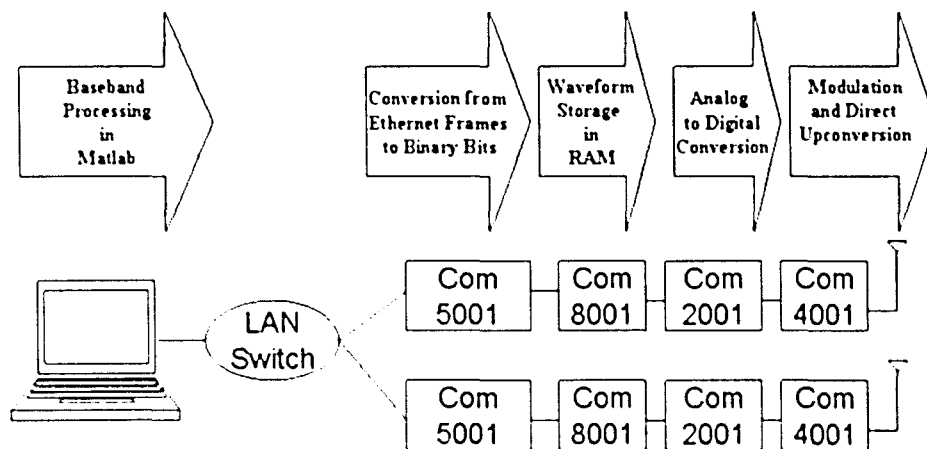 Baseband
Processing
in
Matlab
Conversion from
Ethernet Frames
to Binary Bits
Waveform
Storage
in
RAM
Analog
to Digital
Conversion
Modulation
and Direct
Upconversion
LAN
Switch
Com
5001
Com
8001
Com
2001
Com
4001
Com
5001
Com
8001
Com
2001
Com
4001